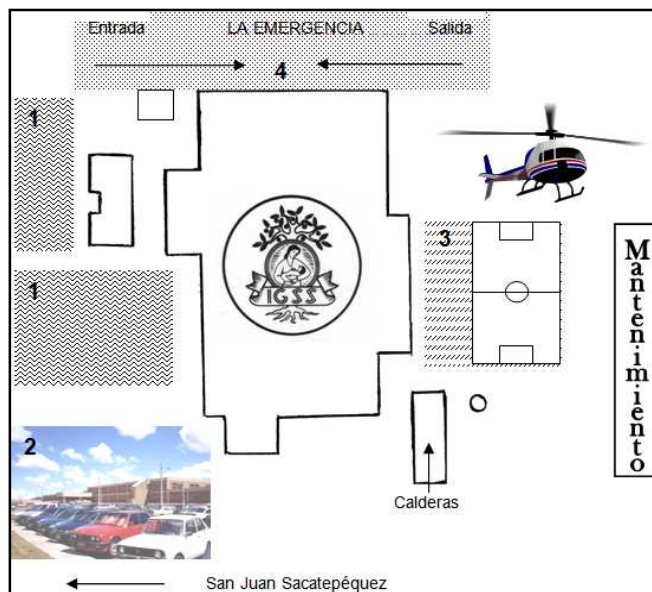 Entrada LA EMERGENCIA Salida
4
1
3
1
IGSS
Mantenimiento
2
Calderas
San Juan Sacatepéquez